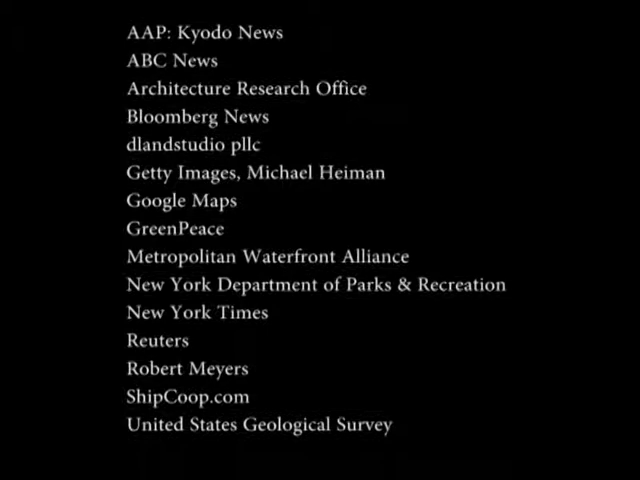 AAP: Kyodo News
ABC News
Architecture Research Office
Bloomberg News
dlandstudio pllc
Getty Images, Michael Heiman
Google Maps
GreenPeace
Metropolitan Waterfront Alliance
New York Department of Parks & Recreation
New York Times
Reuters
Robert Meyers
ShipCoop.com
United States Geological Survey